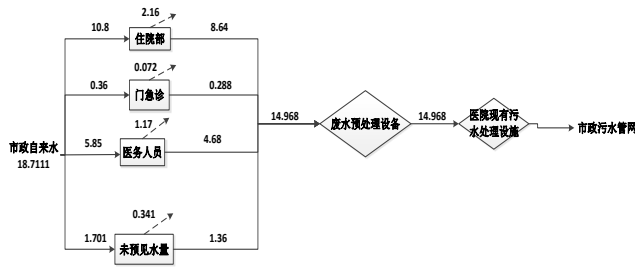 2.16
10.8
住院部
8.64
0.072
0.36
门急诊
0.288
1.17
5.85
医务人员
4.68
市政自来水
18.7111
0.341
1.701
未预见水量
1.36
14.968
废水预处理设备
14.968
医院现有污
水处理设施
市政污水管网